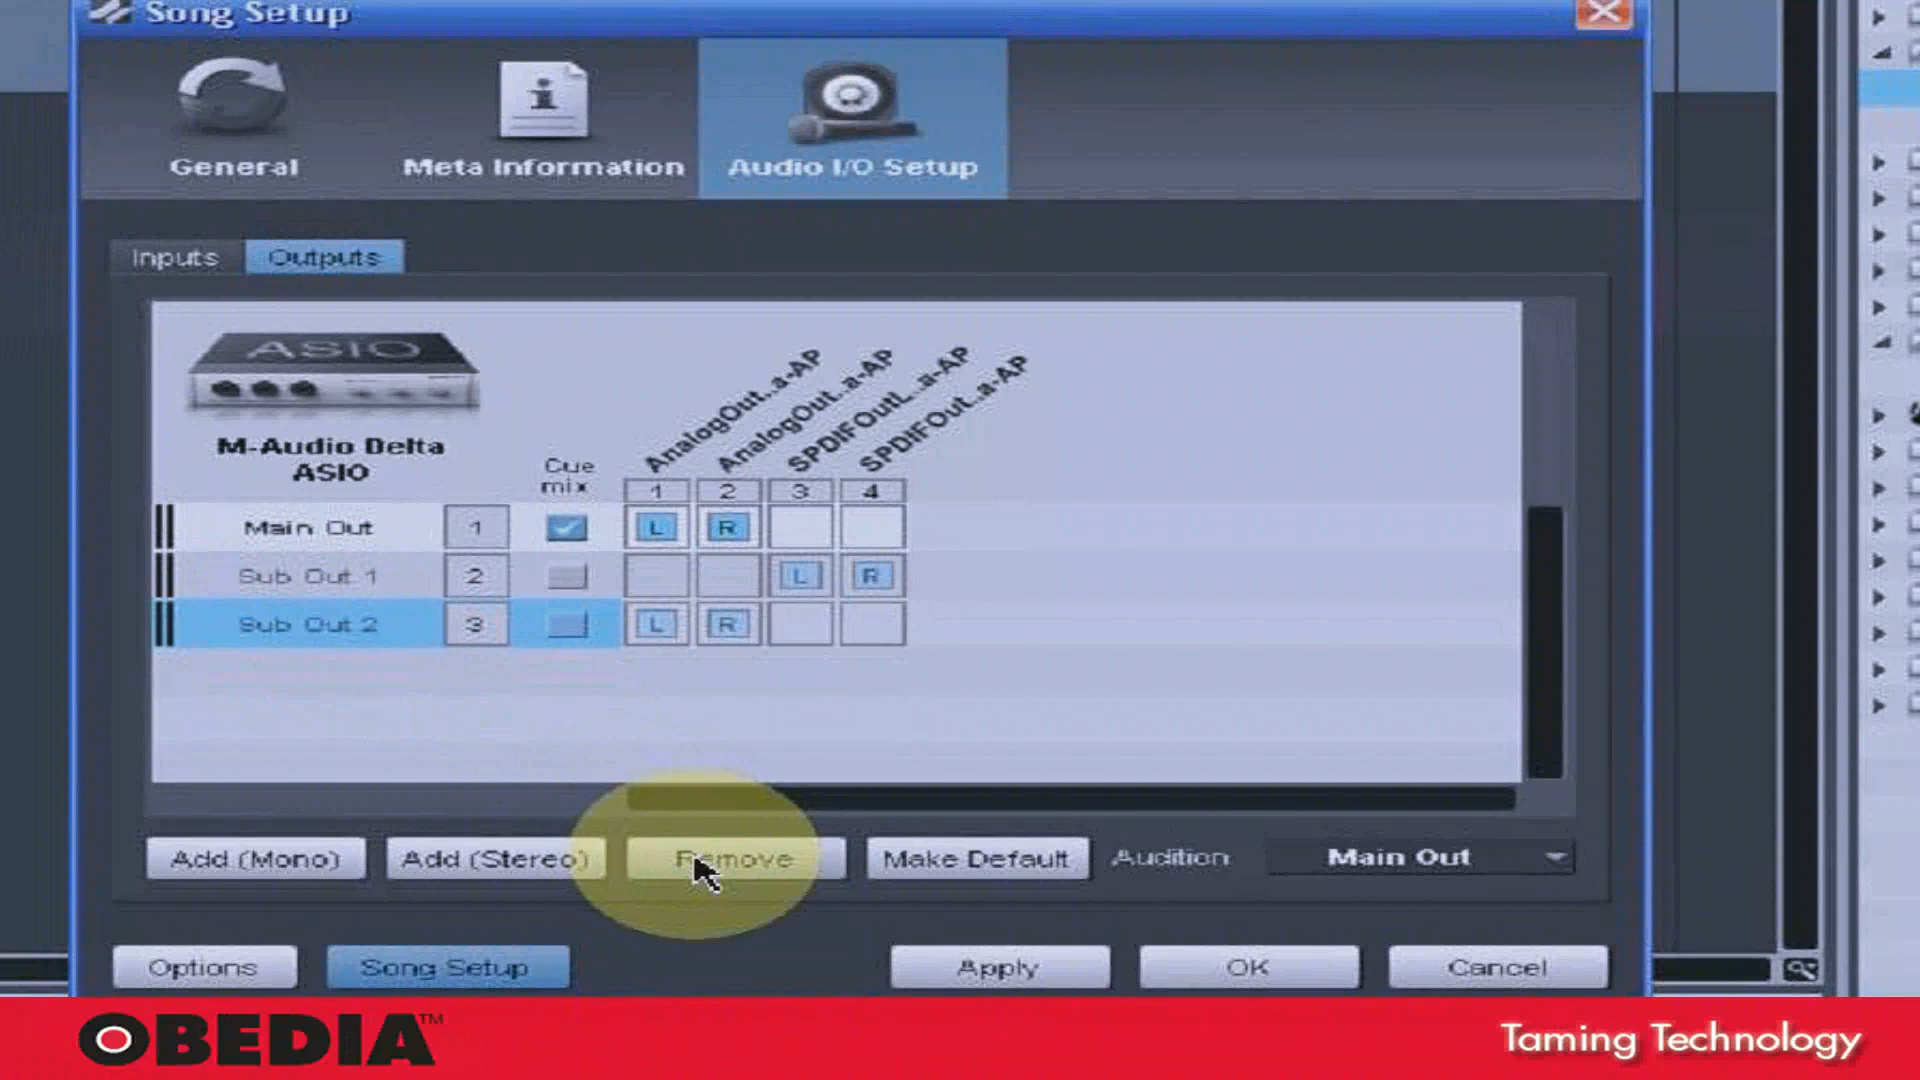 Song Setup
General
Meta Information
Audio I/O Setup
Inputs
Outputs
ASIO
M-Audio Delta
ASIO
Cue
mix
AnalogOut..a-AP
AnalogOut..a-AP
SPDIFOutL..a-AP
SPDIFOut..a-AP
1 2 3 4
Main Out 1 L R
Sub Out 1 2 L R
Sub Out 2 3 L R
Add (Mono)
Add (Stereo)
Remove
Make Default
Audition
Main Out
Options
Song Setup
Apply
OK
Cancel
OBEDIA™
Taming Technology